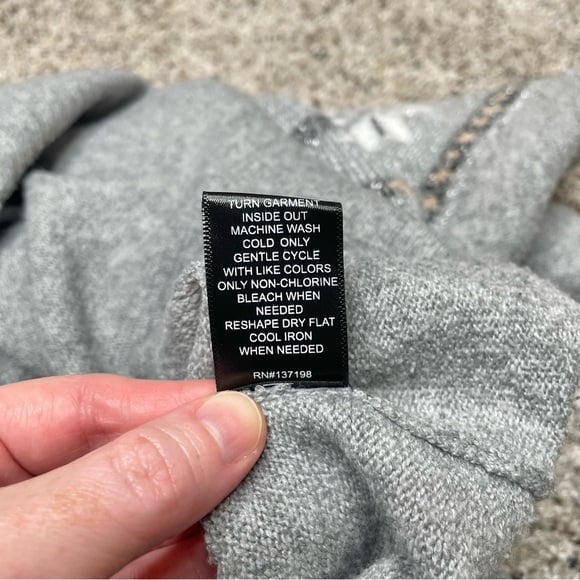 TURN GARMENT
INSIDE OUT
MACHINE WASH
COLD ONLY
GENTLE CYCLE
WITH LIKE COLORS
ONLY NON-CHLORINE
BLEACH WHEN
NEEDED
RESHAPE DRY FLAT
COOL IRON
WHEN NEEDED
RN#137198